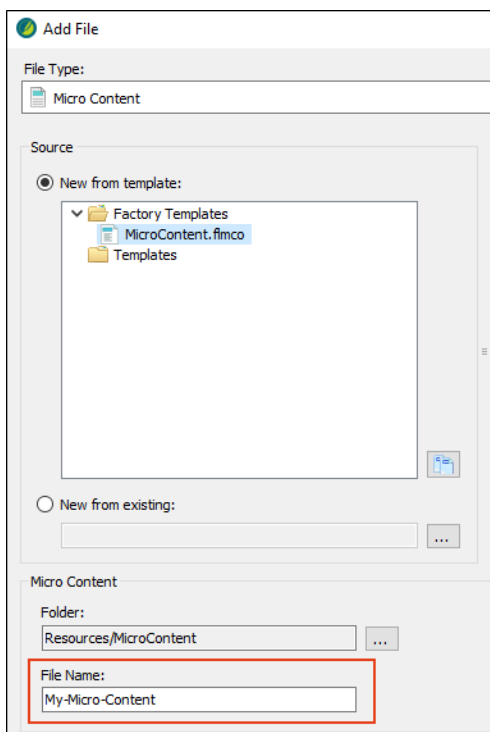 Add File
File Type:
Micro Content
Source
New from template:
Factory Templates
MicroContent.flmco
Templates
New from existing:
...
Micro Content
Folder:
Resources/MicroContent
...
File Name:
My-Micro-Content